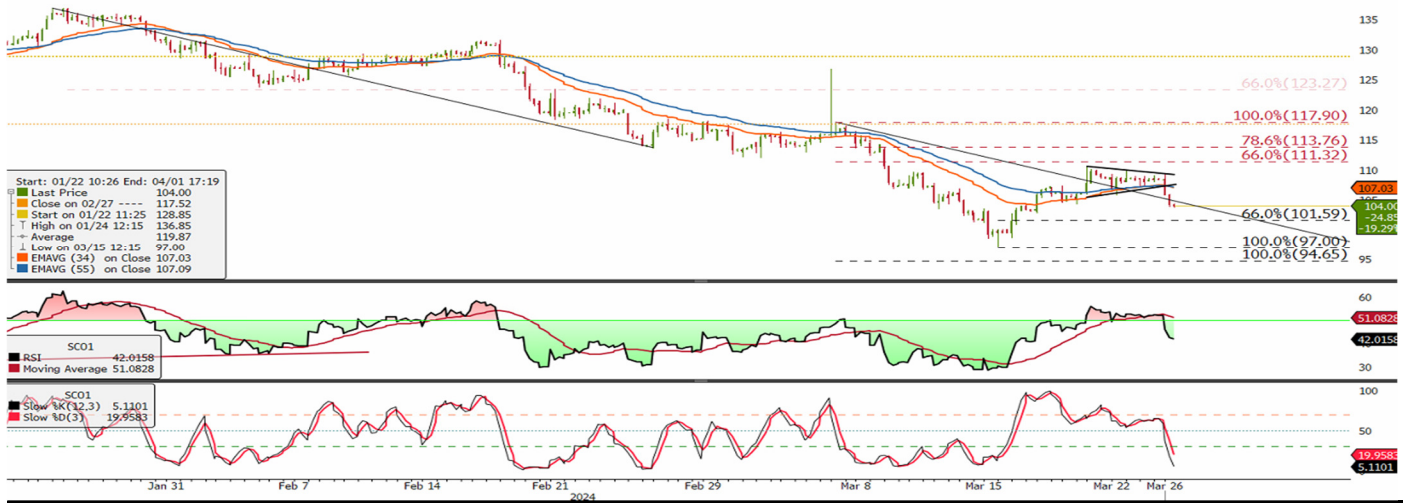 135
130
125
120
115
110
105
95
66.0%(123.27)
100.0%(117.90)
78.6%(113.76)
66.0%(111.32)
66.0%(101.59)
100.0%(97.00)
100.0%(94.65)
107.03
104.00
-24.85
-19.29%
Start: 01/22 10:26 End: 04/01 17:19
Last Price 104.00
Close on 02/27 ---- 117.52
Start on 01/22 11:25 128.85
High on 01/24 12:15 136.85
Average 119.87
Low on 03/15 12:15 97.00
EMAVG (34) on Close 107.03
EMAVG (55) on Close 107.09
60
51.0828
42.0158
30
SCO1
RSI 42.0158
Moving Average 51.0828
100
50
19.9583
5.1101
SCO1
Slow %K(12,3) 5.1101
Slow %D(3) 19.9583
Jan 31 Feb 7 Feb 14 Feb 21 Feb 29 Mar 8 Mar 15 Mar 22 Mar 26
2024